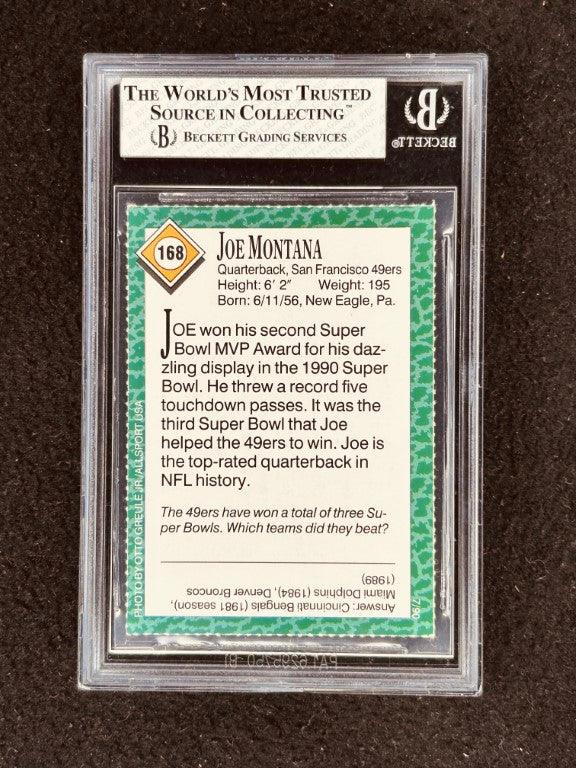 THE WORLD'S MOST TRUSTED
SOURCE IN COLLECTING™
B BECKETT GRADING SERVICES
B
BECKETT®
168
JOE MONTANA
Quarterback, San Francisco 49ers
Height: 6' 2" Weight: 195
Born: 6/11/56, New Eagle, Pa.
JOE won his second Super
Bowl MVP Award for his daz-
zling display in the 1990 Super
Bowl. He threw a record five
touchdown passes. It was the
third Super Bowl that Joe
helped the 49ers to win. Joe is
the top-rated quarterback in
NFL history.
The 49ers have won a total of three Su-
per Bowls. Which teams did they beat?
Answer: Cincinnati Bengals (1981 season),
Miami Dolphins (1984), Denver Broncos
(1989)
7/90
PHOTO BY OTTO GREULE JR./ALLSPORT USA